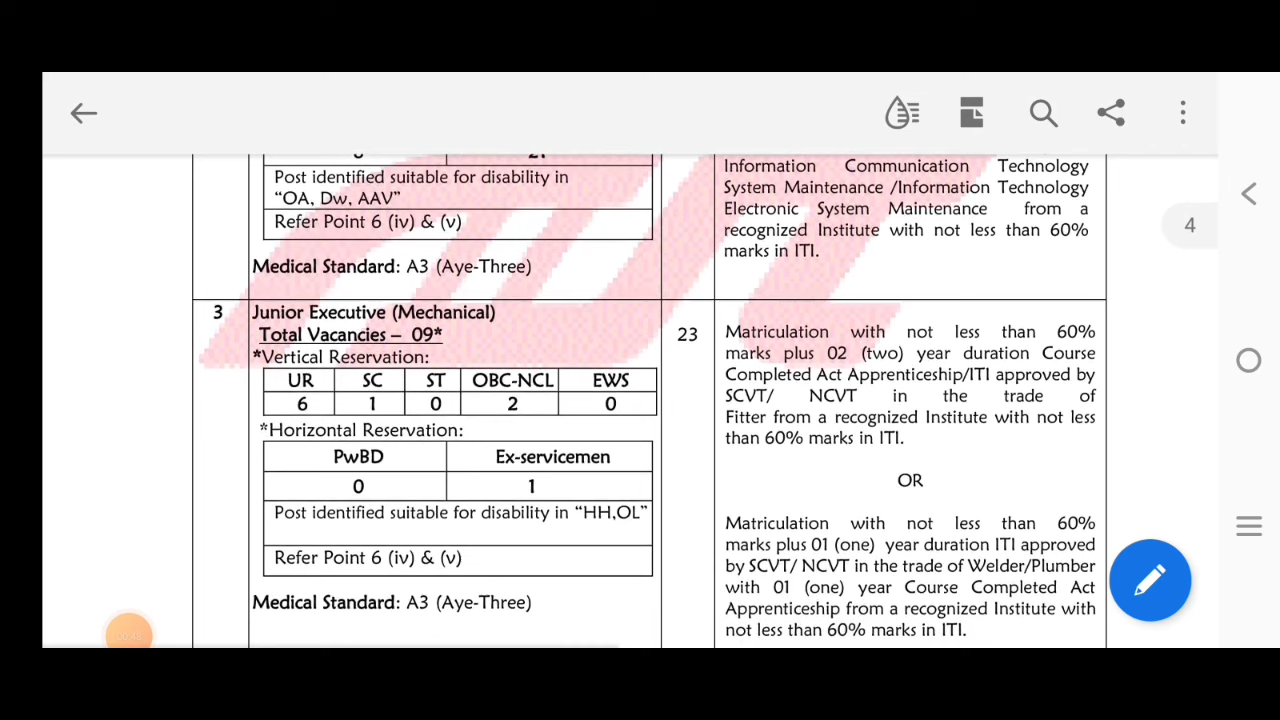 4
Post identified suitable for disability in
“OA, Dw, AAV”
Refer Point 6 (iv) & (v)
Medical Standard: A3 (Aye-Three)
Information Communication Technology
System Maintenance /Information Technology
Electronic System Maintenance from a
recognized Institute with not less than 60%
marks in ITI.
3
Junior Executive (Mechanical)
Total Vacancies – 09*
*Vertical Reservation:
UR SC ST OBC-NCL EWS
6 1 0 2 0
*Horizontal Reservation:
PwBD Ex-servicemen
0 1
Post identified suitable for disability in “HH,OL”
Refer Point 6 (iv) & (v)
Medical Standard: A3 (Aye-Three)
23
Matriculation with not less than 60%
marks plus 02 (two) year duration Course
Completed Act Apprenticeship/ITI approved by
SCVT/ NCVT in the trade of
Fitter from a recognized Institute with not less
than 60% marks in ITI.
OR
Matriculation with not less than 60%
marks plus 01 (one) year duration ITI approved
by SCVT/ NCVT in the trade of Welder/Plumber
with 01 (one) year Course Completed Act
Apprenticeship from a recognized Institute with
not less than 60% marks in ITI.
00:48